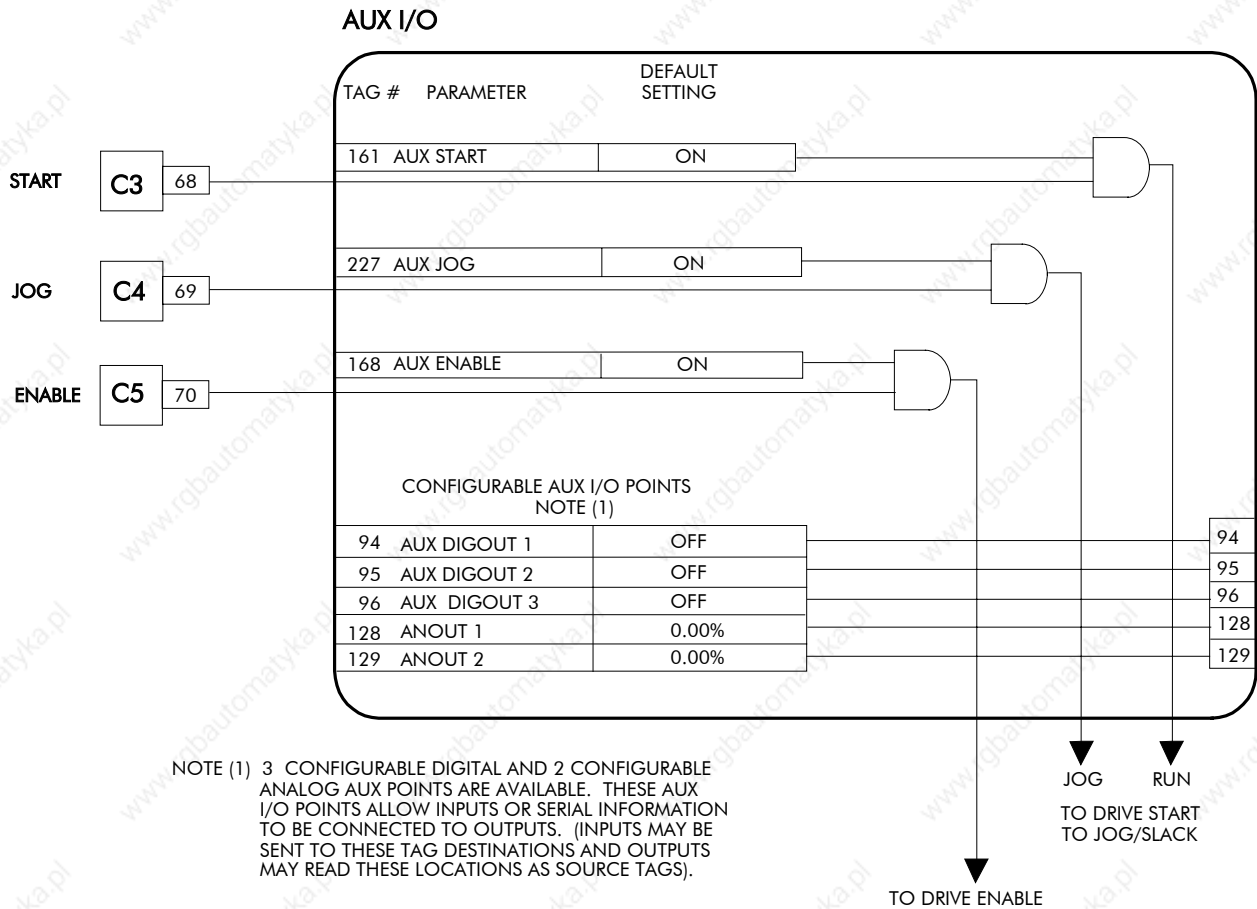 AUX I/O
TAG # PARAMETER DEFAULT SETTING
161 AUX START ON
START C3 68
227 AUX JOG ON
JOG C4 69
168 AUX ENABLE ON
ENABLE C5 70
CONFIGURABLE AUX I/O POINTS
NOTE (1)
94 AUX DIGOUT 1 OFF 94
95 AUX DIGOUT 2 OFF 95
96 AUX DIGOUT 3 OFF 96
128 ANOUT 1 0.00% 128
129 ANOUT 2 0.00% 129
NOTE (1) 3 CONFIGURABLE DIGITAL AND 2 CONFIGURABLE
ANALOG AUX POINTS ARE AVAILABLE. THESE AUX
I/O POINTS ALLOW INPUTS OR SERIAL INFORMATION
TO BE CONNECTED TO OUTPUTS. (INPUTS MAY BE
SENT TO THESE TAG DESTINATIONS AND OUTPUTS
MAY READ THESE LOCATIONS AS SOURCE TAGS).
JOG RUN
TO DRIVE START
TO JOG/SLACK
TO DRIVE ENABLE
www.rgbautomatyka.pl